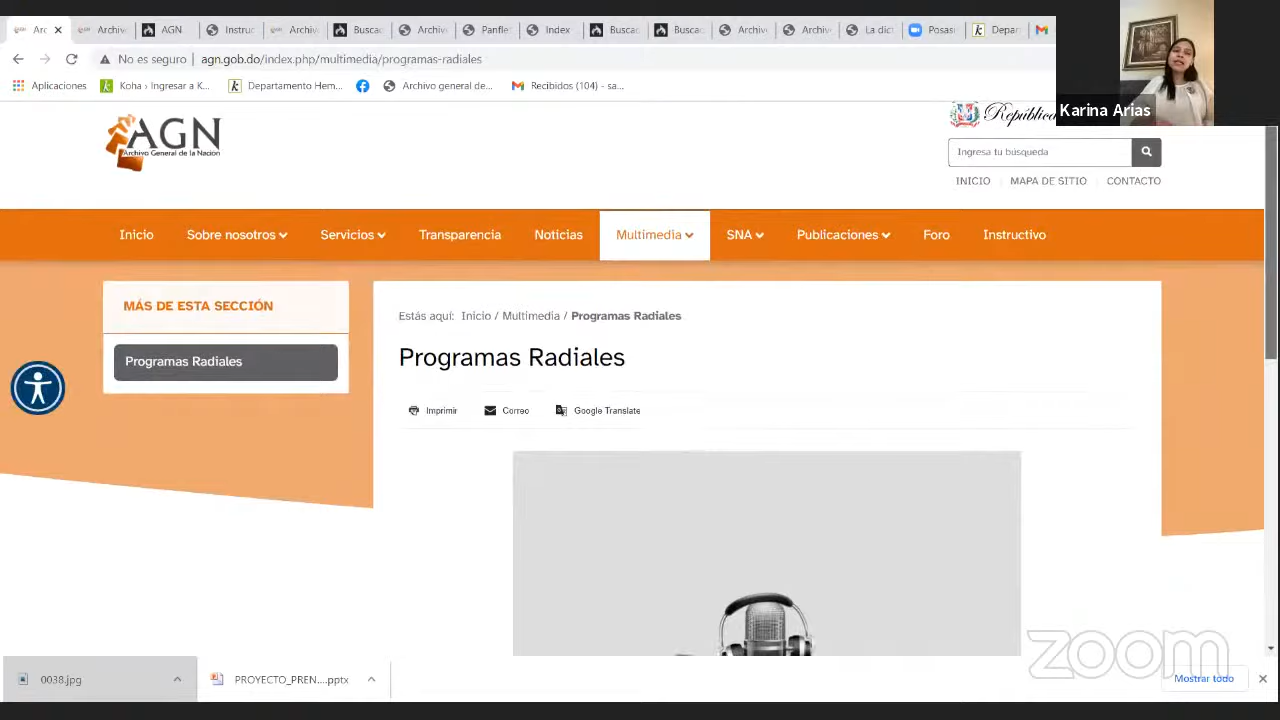 Arc
Archiv
AGN
Instruc
Archiv
Busca
Archiv
Panfle
Index
Busca
Busca
Archiv
Archiv
La dict
Posas
Depar
No es seguro | agn.gob.do/index.php/multimedia/programas-radiales
Aplicaciones
Koha › Ingresar a K...
Departamento Hem...
Archivo general de...
Recibidos (104) - sa...
Karina Arias
AGN
Archivo General de la Nación
República
Ingresa tu búsqueda
INICIO
MAPA DE SITIO
CONTACTO
Inicio
Sobre nosotros
Servicios
Transparencia
Noticias
Multimedia
SNA
Publicaciones
Foro
Instructivo
MÁS DE ESTA SECCIÓN
Programas Radiales
Estás aquí: Inicio / Multimedia / Programas Radiales
Programas Radiales
Imprimir
Correo
Google Translate
zoom
0038.jpg
PROYECTO_PREN....pptx
Mostrar todo